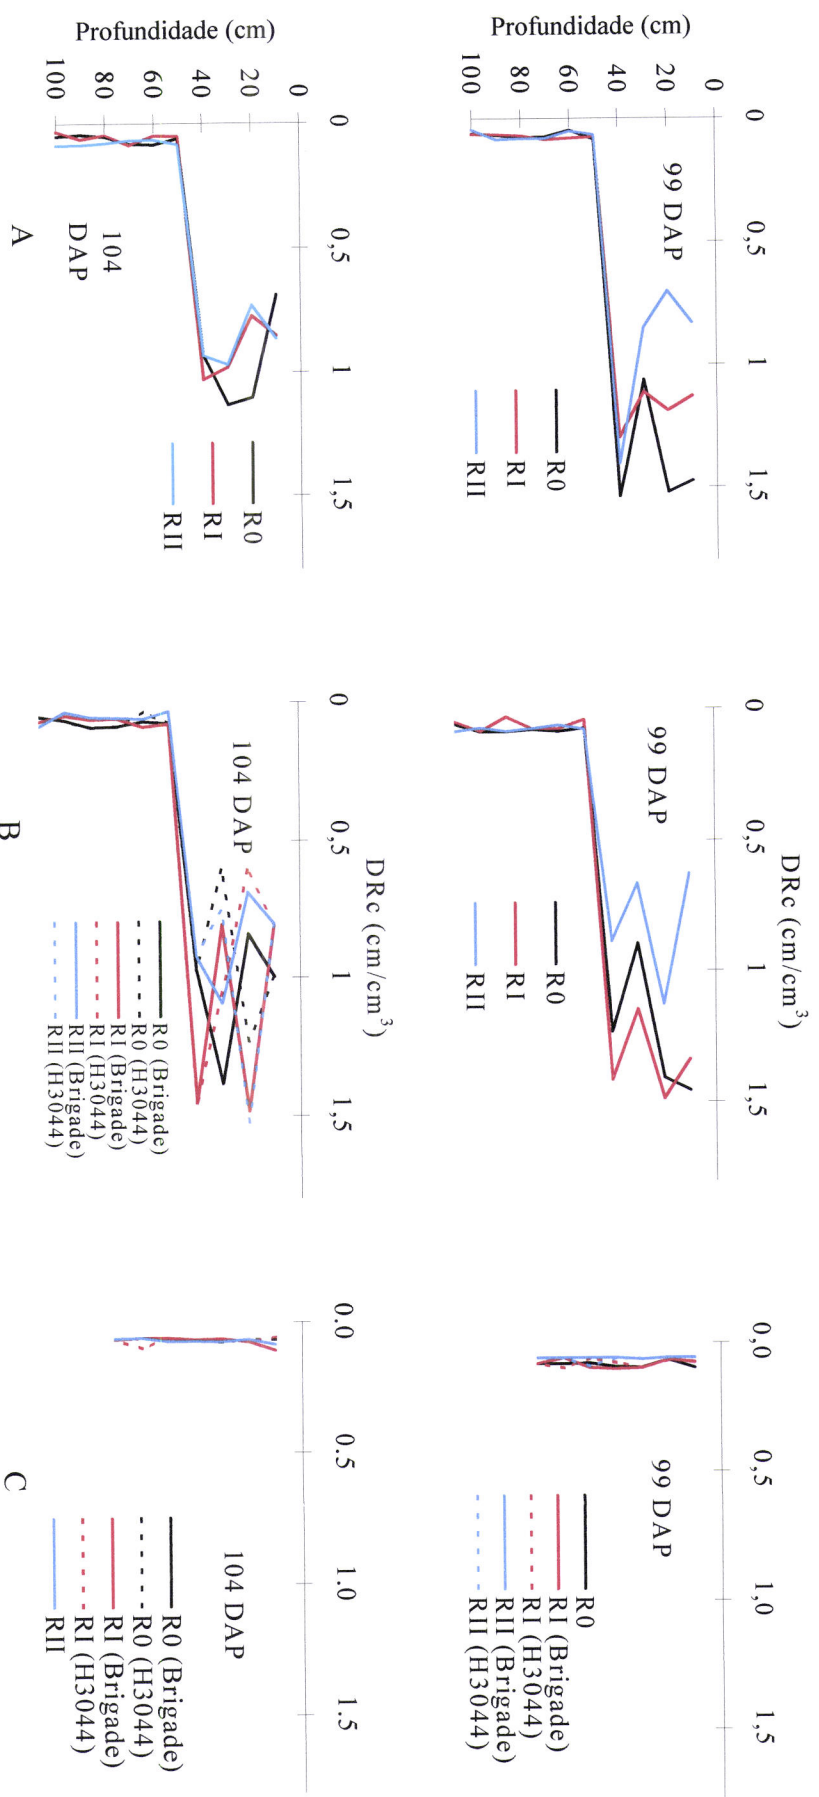 DRc (cm/cm³)
0 0,5 1 1,5
0
20
40
60
80
100
Profundidade (cm)
99 DAP
R0
RI
RII
0 0,5 1 1,5
99 DAP
R0
RI
RII
0,0 0,5 1,0 1,5
99 DAP
R0
RI (Brigade)
RI (H3044)
RII (Brigade)
RII (H3044)
DRc (cm/cm³)
0 0,5 1 1,5
0
20
40
60
80
100
Profundidade (cm)
104
DAP
R0
RI
RII
A
0 0,5 1 1,5
104 DAP
R0 (Brigade)
R0 (H3044)
RI (Brigade)
RI (H3044)
RII (Brigade)
RII (H3044)
B
0.0 0.5 1.0 1.5
104 DAP
R0 (Brigade)
R0 (H3044)
RI (Brigade)
RI (H3044)
RII
C